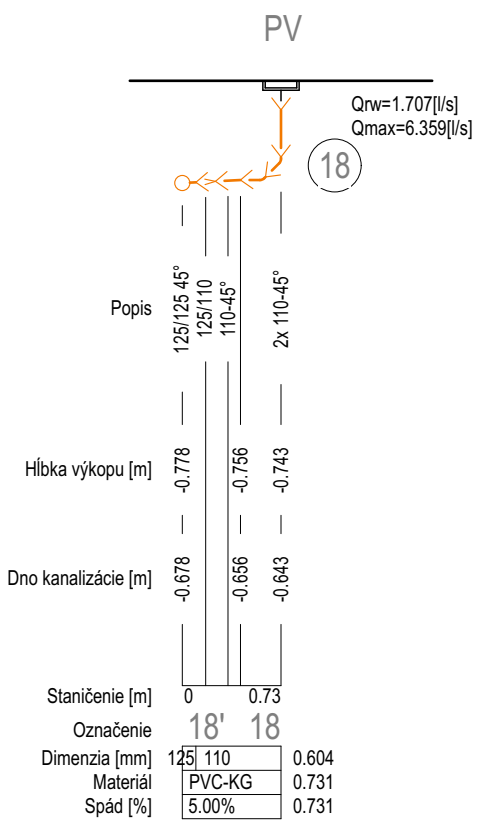 PV
Qrw=1.707[l/s]
Qmax=6.359[l/s]
18
Popis 125/125 45° 125/110 110-45° 2x 110-45°
Hĺbka výkopu [m] -0.778 -0.756 -0.743
Dno kanalizácie [m] -0.678 -0.656 -0.643
Staničenie [m] 0 0.73
Označenie 18' 18
Dimenzia [mm] 125 110 0.604
Materiál PVC-KG 0.731
Spád [%] 5.00% 0.731